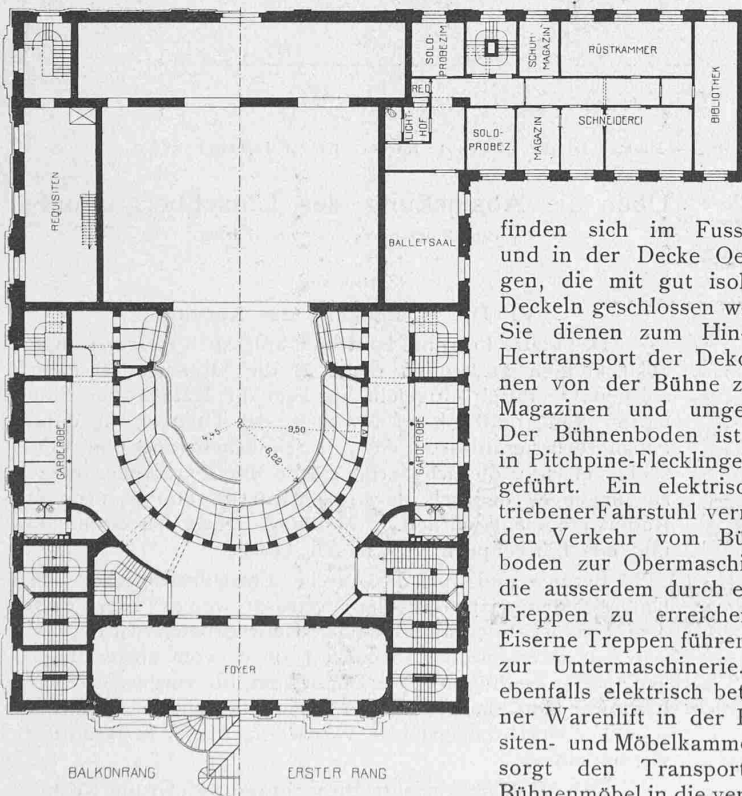 SOLO-
PROBEZIM.
SCHUH-
MAGAZIN
RÜSTKAMMER
BIBLIOTHEK
RED.
LICHT-
HOF
SOLO-
PROBEZ.
MAGAZIN
SCHNEIDEREI
REQUISITEN
BALLETSAAL
GARDEROBE
GARDEROBE
9,50
FOYER
BALKONRANG
ERSTER RANG
finden sich im Fuss
und in der Decke Oe
gen, die mit gut isol
Deckeln geschlossen w
Sie dienen zum Hin-
Hertransport der Deko
nen von der Bühne z
Magazinen und umge
Der Bühnenboden ist
in Pitchpine-Flecklinge
geführt. Ein elektrisc
triebener Fahrstuhl verm
den Verkehr vom Bü
boden zur Obermaschi
die ausserdem durch e
Treppen zu erreichen
Eiserne Treppen führen
zur Untermaschinerie.
ebenfalls elektrisch bet
ner Warenlift in der
siten- und Möbelkamme
sorgt den Transport
Bühnenmöbel in die ver